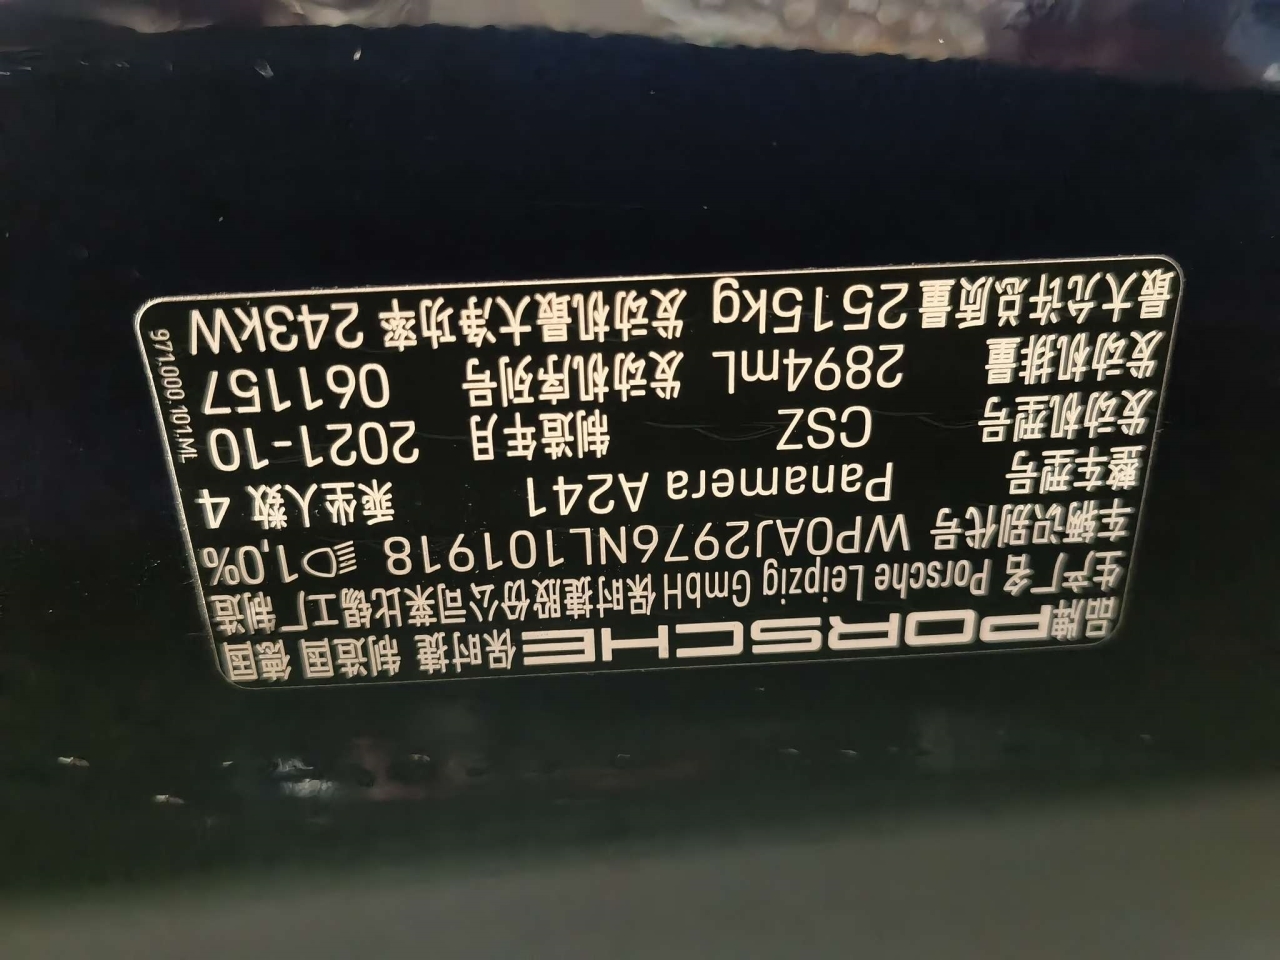 品牌 PORSCHE 保时捷 制造国 德国
生产厂名 Porsche Leipzig GmbH保时捷股份公司莱比锡工厂制造
车辆识别代号 WP0AJ2976NL101918 1,0%
整车型号 Panamera A241 乘坐人数 4
发动机型号 CSZ 制造年月 2021-10
发动机排量 2894mL 发动机序列号 061157
最大允许总质量 2515kg 发动机最大净功率 243kW
971.000.101.ML